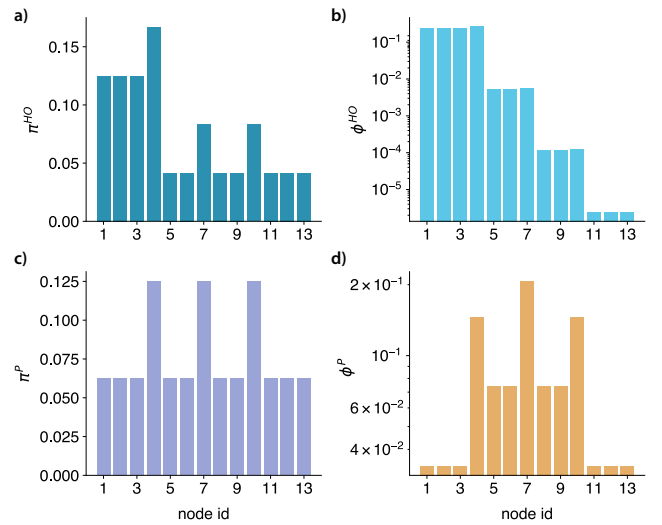 a)
0.15
0.10
0.05
0.00
π^HO
1 3 5 7 9 11 13
b)
10⁻¹
10⁻²
10⁻³
10⁻⁴
10⁻⁵
ϕ^HO
1 3 5 7 9 11 13
c)
0.125
0.100
0.075
0.050
0.025
0.000
π^P
1 3 5 7 9 11 13
node id
d)
2 × 10⁻¹
10⁻¹
6 × 10⁻²
4 × 10⁻²
ϕ^P
1 3 5 7 9 11 13
node id